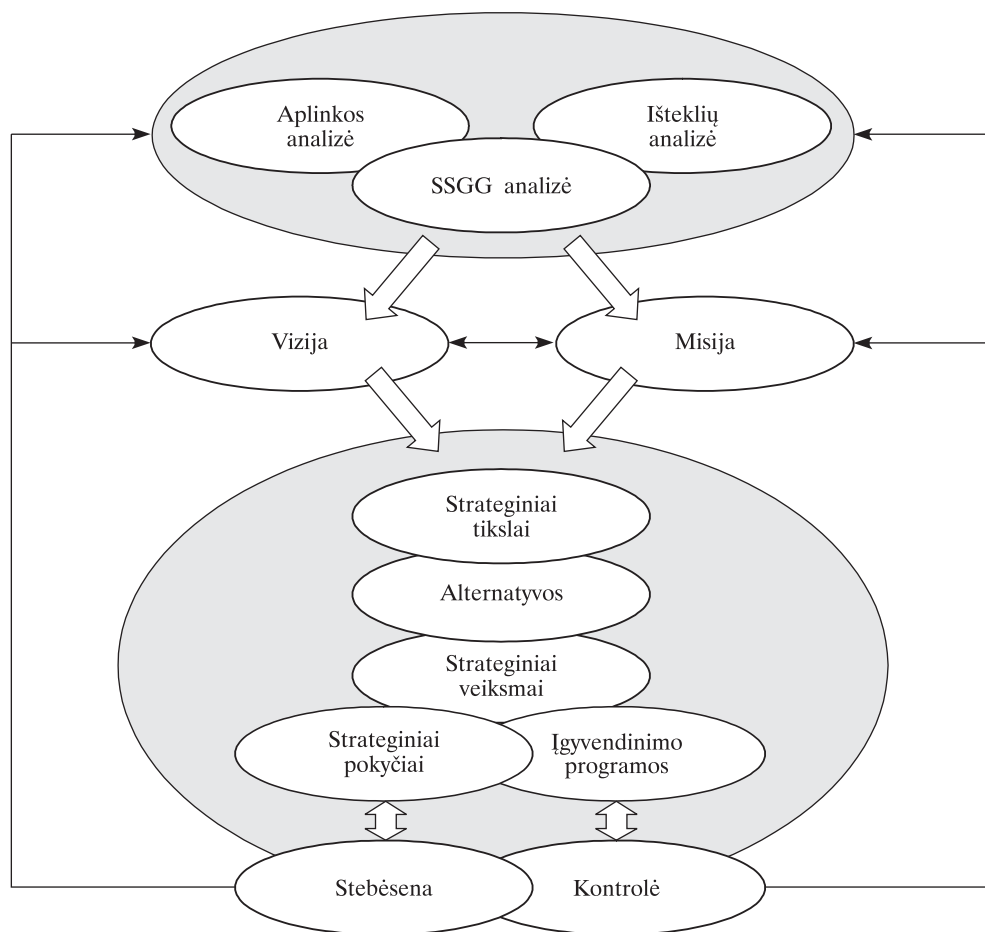 Aplinkos
analizė
Išteklių
analizė
SSGG analizė
Vizija
Misija
Strateginiai
tikslai
Alternatyvos
Strateginiai
veiksmai
Strateginiai
pokyčiai
Įgyvendinimo
programos
Stebėsena
Kontrolė